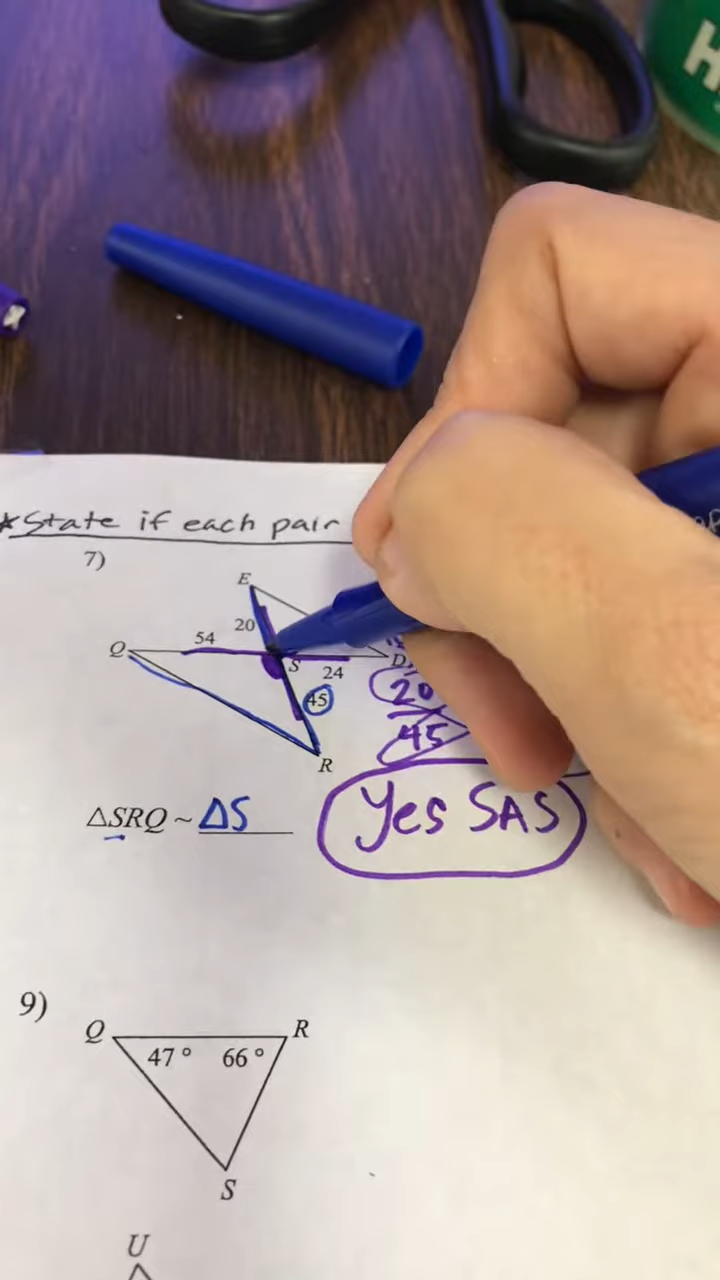 *State if each pair
7)
E
20
Q
54
S
D
24
20
45
45
R
△SRQ ~ △S
Yes SAS
9)
Q
R
47°
66°
S
U